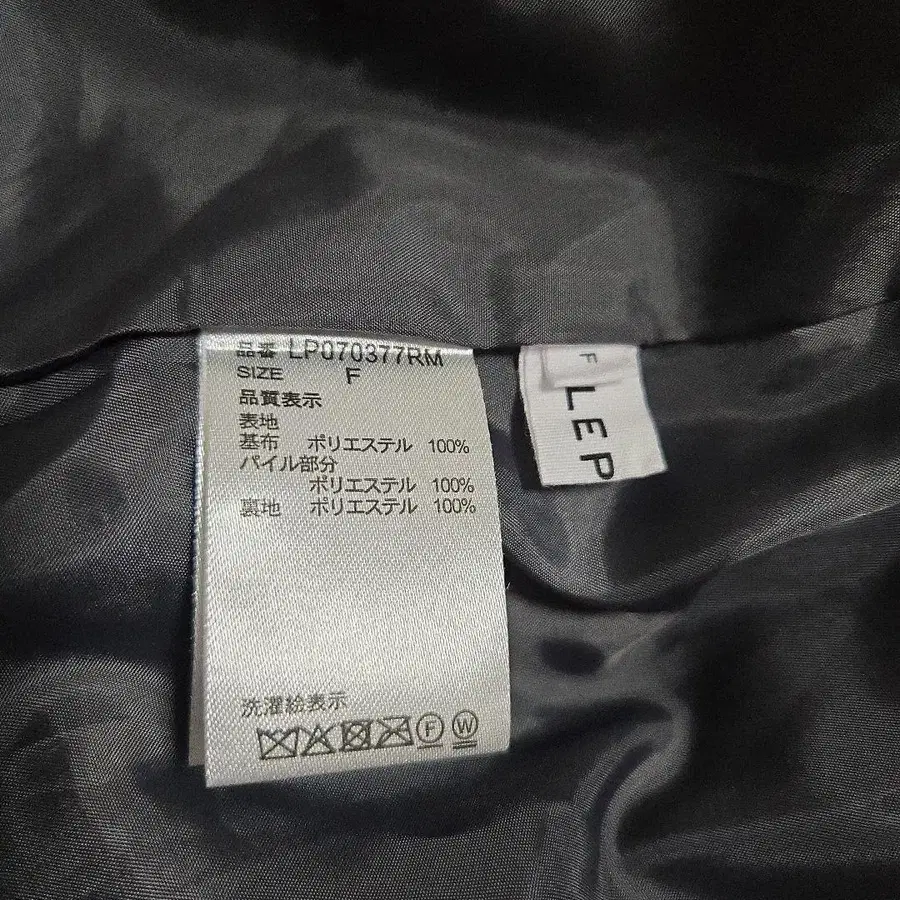 品番 LP070377RM
SIZE F
品質表示
表地
基布 ポリエステル 100%
パイル部分
ポリエステル 100%
裏地 ポリエステル 100%
洗濯絵表示
F W
F
LEP